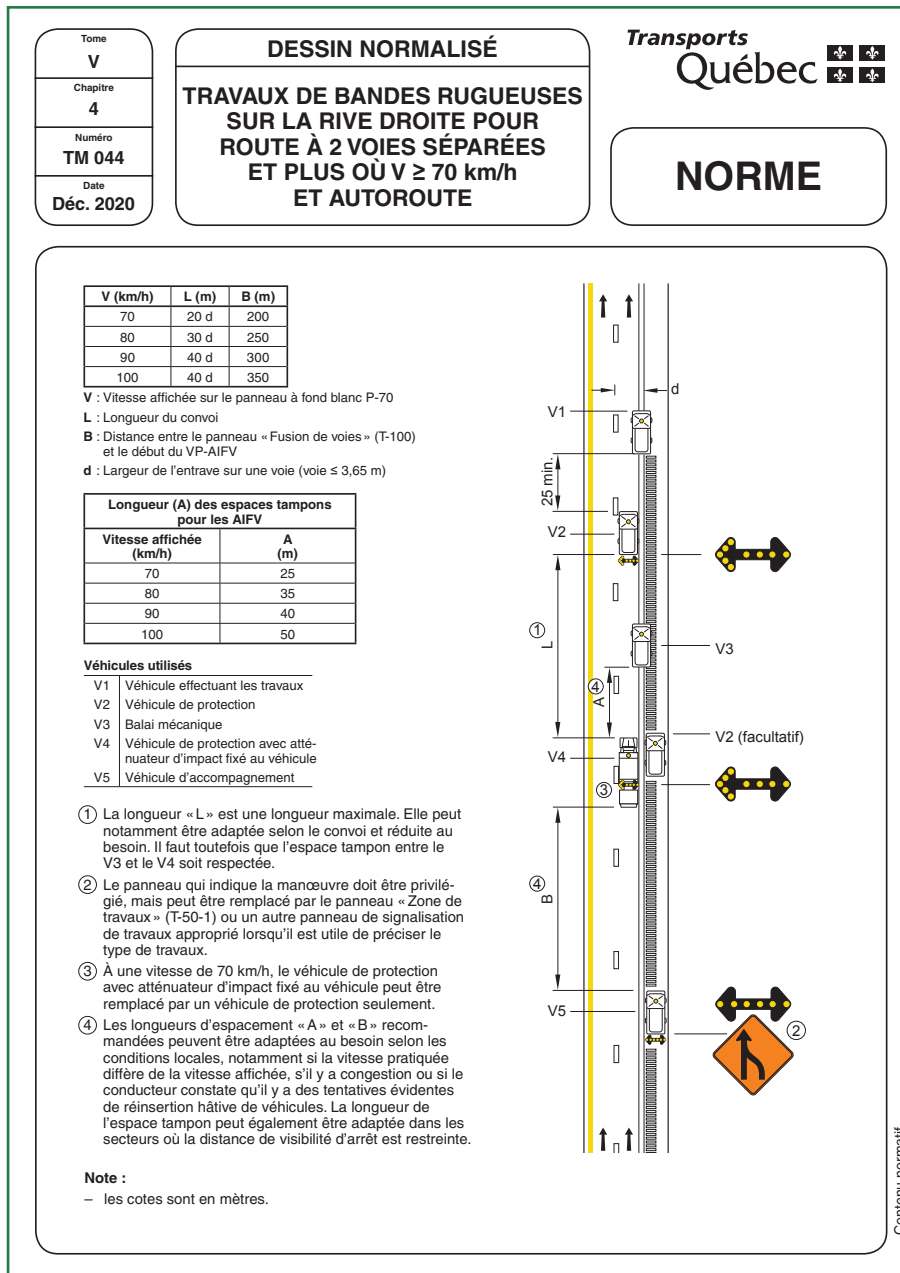 Tome
V
Chapitre
4
Numéro
TM 044
Date
Déc. 2020
DESSIN NORMALISÉ
TRAVAUX DE BANDES RUGUEUSES
SUR LA RIVE DROITE POUR
ROUTE À 2 VOIES SÉPARÉES
ET PLUS OÙ V ≥ 70 km/h
ET AUTOROUTE
Transports
Québec
NORME
V (km/h) L (m) B (m)
70 20 d 200
80 30 d 250
90 40 d 300
100 40 d 350
V : Vitesse affichée sur le panneau à fond blanc P-70
L : Longueur du convoi
B : Distance entre le panneau « Fusion de voies » (T-100)
et le début du VP-AIFV
d : Largeur de l'entrave sur une voie (voie ≤ 3,65 m)
Longueur (A) des espaces tampons
pour les AIFV
Vitesse affichée A
(km/h) (m)
70 25
80 35
90 40
100 50
Véhicules utilisés
V1 Véhicule effectuant les travaux
V2 Véhicule de protection
V3 Balai mécanique
V4 Véhicule de protection avec atté-
nuateur d'impact fixé au véhicule
V5 Véhicule d'accompagnement
① La longueur « L » est une longueur maximale. Elle peut
notamment être adaptée selon le convoi et réduite au
besoin. Il faut toutefois que l'espace tampon entre le
V3 et le V4 soit respectée.
② Le panneau qui indique la manœuvre doit être privilé-
gié, mais peut être remplacé par le panneau « Zone de
travaux » (T-50-1) ou un autre panneau de signalisation
de travaux approprié lorsqu'il est utile de préciser le
type de travaux.
③ À une vitesse de 70 km/h, le véhicule de protection
avec atténuateur d'impact fixé au véhicule peut être
remplacé par un véhicule de protection seulement.
④ Les longueurs d'espacement « A » et « B » recom-
mandées peuvent être adaptées au besoin selon les
conditions locales, notamment si la vitesse pratiquée
diffère de la vitesse affichée, s'il y a congestion ou si le
conducteur constate qu'il y a des tentatives évidentes
de réinsertion hâtive de véhicules. La longueur de
l'espace tampon peut également être adaptée dans les
secteurs où la distance de visibilité d'arrêt est restreinte.
Note :
– les cotes sont en mètres.
d
V1
25 min.
V2
① L
V3
④ A
V2 (facultatif)
V4
③
④ B
V5
②
Contenu normatif